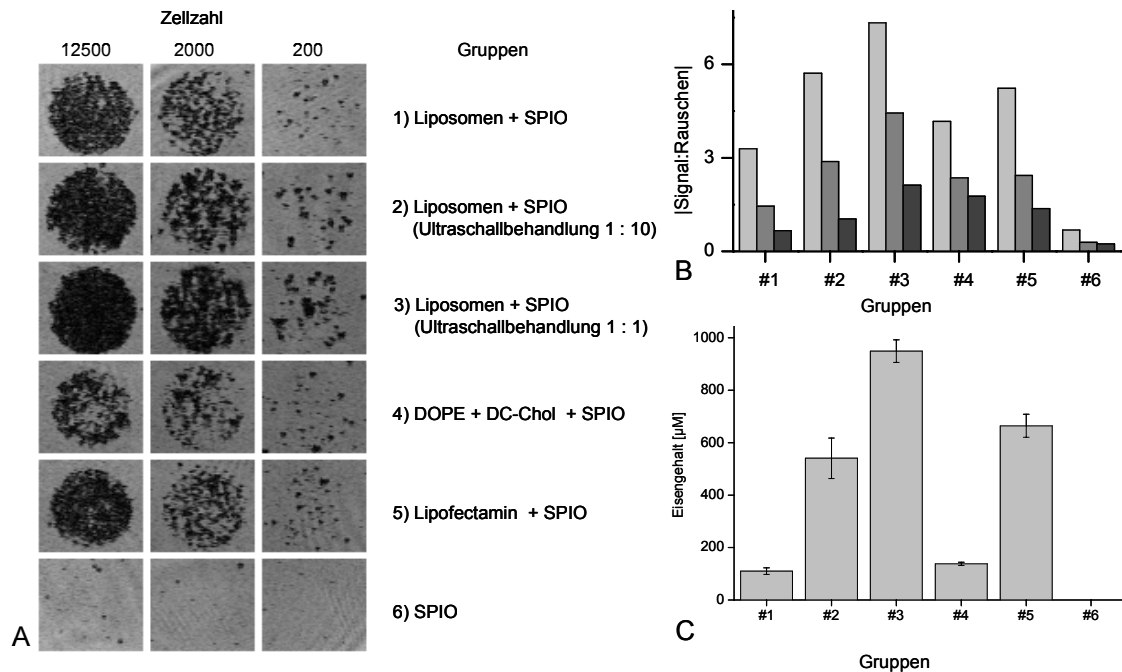 Zellzahl
12500 2000 200 Gruppen
1) Liposomen + SPIO
2) Liposomen + SPIO
(Ultraschallbehandlung 1 : 10)
3) Liposomen + SPIO
(Ultraschallbehandlung 1 : 1)
4) DOPE + DC-Chol + SPIO
5) Lipofectamin + SPIO
6) SPIO
A
|Signal:Rauschen|
6
3
0
#1 #2 #3 #4 #5 #6
Gruppen
B
Eisengehalt [µM]
1000
800
600
400
200
0
#1 #2 #3 #4 #5 #6
Gruppen
C